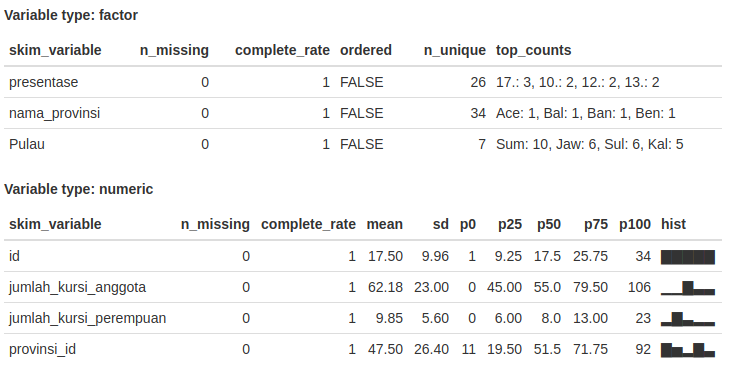 Variable type: factor
skim_variable n_missing complete_rate ordered n_unique top_counts
presentase 0 1 FALSE 26 17.: 3, 10.: 2, 12.: 2, 13.: 2
nama_provinsi 0 1 FALSE 34 Ace: 1, Bal: 1, Ban: 1, Ben: 1
Pulau 0 1 FALSE 7 Sum: 10, Jaw: 6, Sul: 6, Kal: 5
Variable type: numeric
skim_variable n_missing complete_rate mean sd p0 p25 p50 p75 p100 hist
id 0 1 17.50 9.96 1 9.25 17.5 25.75 34 ▇▇▇▇▇
jumlah_kursi_anggota 0 1 62.18 23.00 0 45.00 55.0 79.50 106 ▁▁▇▃▃
jumlah_kursi_perempuan 0 1 9.85 5.60 0 6.00 8.0 13.00 23 ▂▇▃▂▂
provinsi_id 0 1 47.50 26.40 11 19.50 51.5 71.75 92 ▇▅▂▇▃